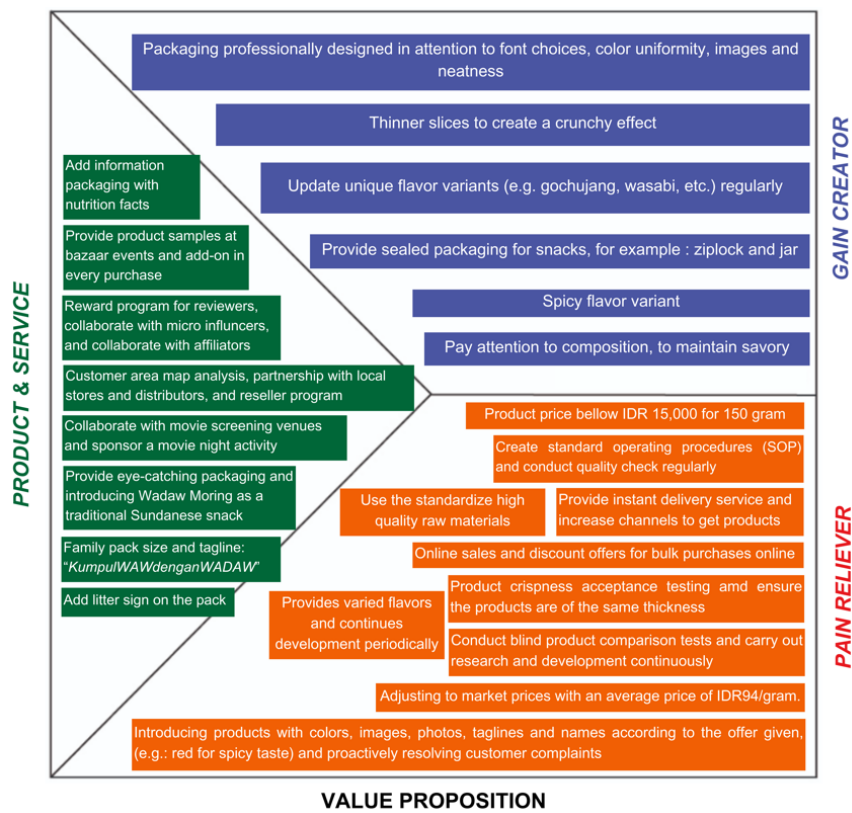 Packaging professionally designed in attention to font choices, color uniformity, images and
neatness
Thinner slices to create a crunchy effect
Update unique flavor variants (e.g. gochujang, wasabi, etc.) regularly
Provide sealed packaging for snacks, for example : ziplock and jar
Spicy flavor variant
Pay attention to composition, to maintain savory
GAIN CREATOR
PRODUCT & SERVICE
Add information
packaging with
nutrition facts
Provide product samples at
bazaar events and add-on in
every purchase
Reward program for reviewers,
collaborate with micro influncers,
and collaborate with affiliators
Customer area map analysis, partnership with local
stores and distributors, and reseller program
Collaborate with movie screening venues
and sponsor a movie night activity
Provide eye-catching packaging and
introducing Wadaw Moring as a
traditional Sundanese snack
Family pack size and tagline:
“KumpulWAWdenganWADAW”
Add litter sign on the pack
Product price bellow IDR 15,000 for 150 gram
Create standard operating procedures (SOP)
and conduct quality check regularly
Use the standardize high
quality raw materials
Provide instant delivery service and
increase channels to get products
Online sales and discount offers for bulk purchases online
Provides varied flavors
and continues
development periodically
Product crispness acceptance testing amd ensure
the products are of the same thickness
Conduct blind product comparison tests and carry out
research and development continuously
Adjusting to market prices with an average price of IDR94/gram.
Introducing products with colors, images, photos, taglines and names according to the offer given,
(e.g.: red for spicy taste) and proactively resolving customer complaints
PAIN RELIEVER
VALUE PROPOSITION